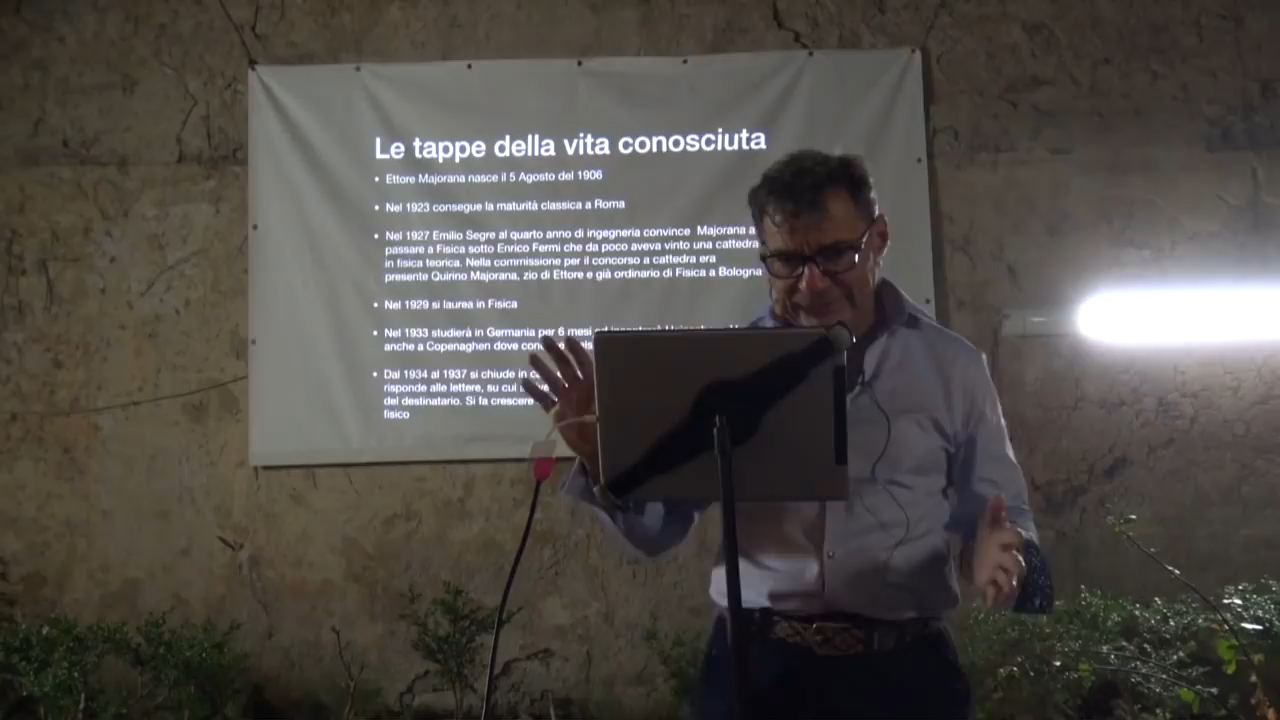 Le tappe della vita conosciuta
• Ettore Majorana nasce il 5 Agosto del 1906
• Nel 1923 consegue la maturità classica a Roma
• Nel 1927 Emilio Segre al quarto anno di ingegneria convince Majorana a
passare a Fisica sotto Enrico Fermi che da poco aveva vinto una cattedra
in fisica teorica. Nella commissione per il concorso a cattedra era
presente Quirino Majorana, zio di Ettore e già ordinario di Fisica a Bologna
• Nel 1929 si laurea in Fisica
• Nel 1933 studierà in Germania per 6 mesi
anche a Copenaghen dove
• Dal 1934 al 1937 si chiude in
risponde alle lettere, su cui
del destinatario. Si fa crescere
fisico